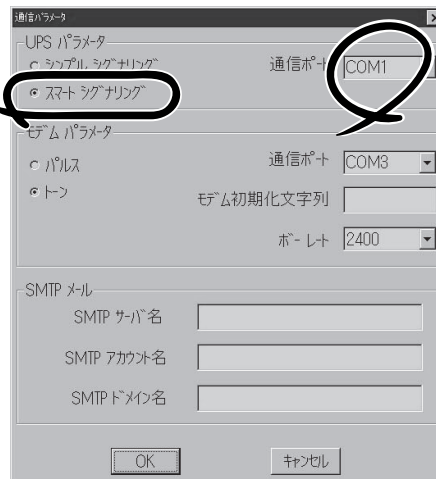 通信ﾊﾟﾗﾒｰﾀ
UPS ﾊﾟﾗﾒｰﾀ
ｼﾝﾌﾟﾙ ｼｸﾞﾅﾘﾝｸﾞ
通信ﾎﾟｰﾄ COM1
ｽﾏｰﾄ ｼｸﾞﾅﾘﾝｸﾞ
ﾓﾃﾞﾑ ﾊﾟﾗﾒｰﾀ
ﾊﾟﾙｽ
通信ﾎﾟｰﾄ COM3
ﾄｰﾝ
ﾓﾃﾞﾑ初期化文字列
ﾎﾞｰ ﾚｰﾄ 2400
SMTP ﾒｰﾙ
SMTP ｻｰﾊﾞ名
SMTP ｱｶｳﾝﾄ名
SMTP ﾄﾞﾒｲﾝ名
OK ｷｬﾝｾﾙ